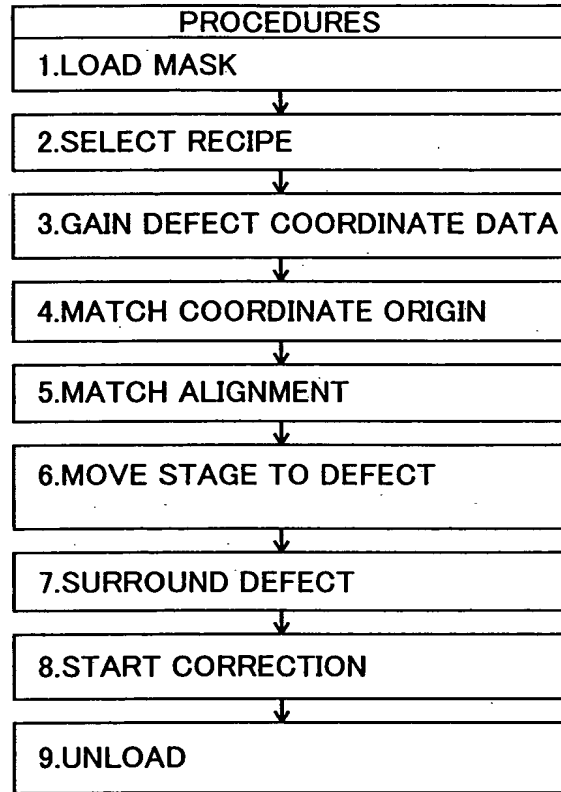 PROCEDURES
1.LOAD MASK
2.SELECT RECIPE
3.GAIN DEFECT COORDINATE DATA
4.MATCH COORDINATE ORIGIN
5.MATCH ALIGNMENT
6.MOVE STAGE TO DEFECT
7.SURROUND DEFECT
8.START CORRECTION
9.UNLOAD